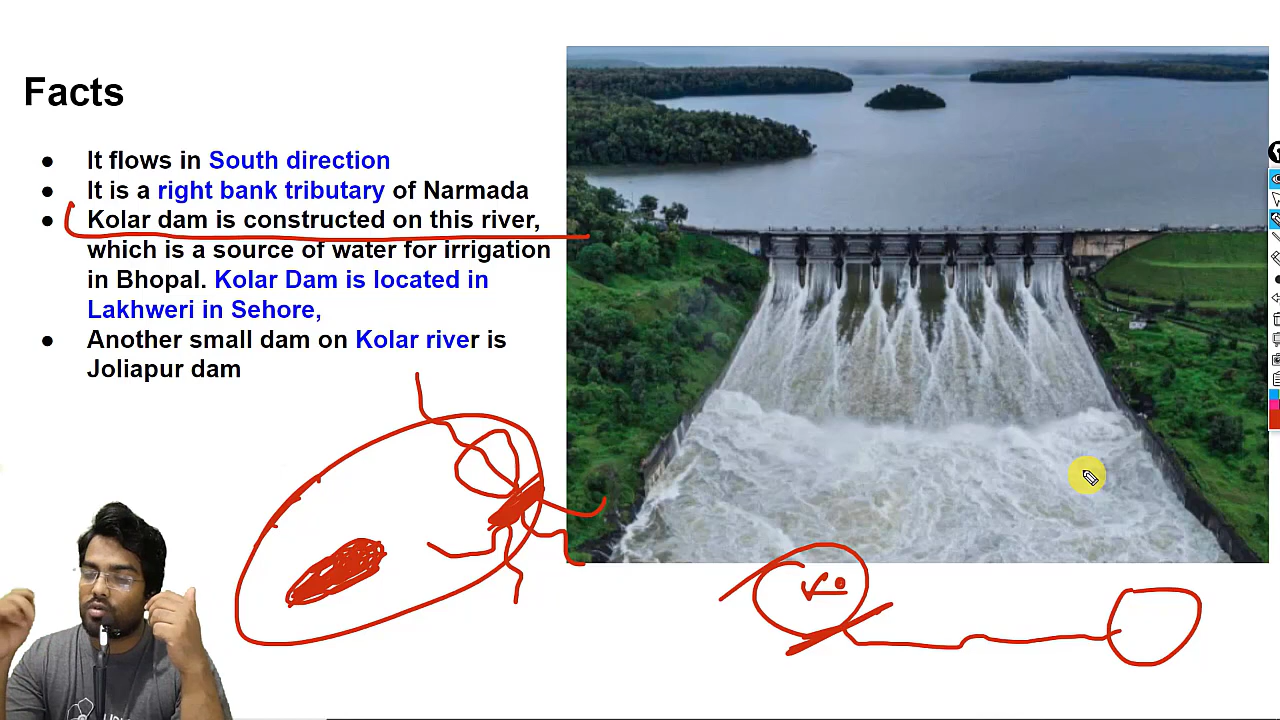 Facts
● It flows in South direction
● It is a right bank tributary of Narmada
● Kolar dam is constructed on this river,
which is a source of water for irrigation
in Bhopal. Kolar Dam is located in
Lakhweri in Sehore,
● Another small dam on Kolar river is
Joliapur dam